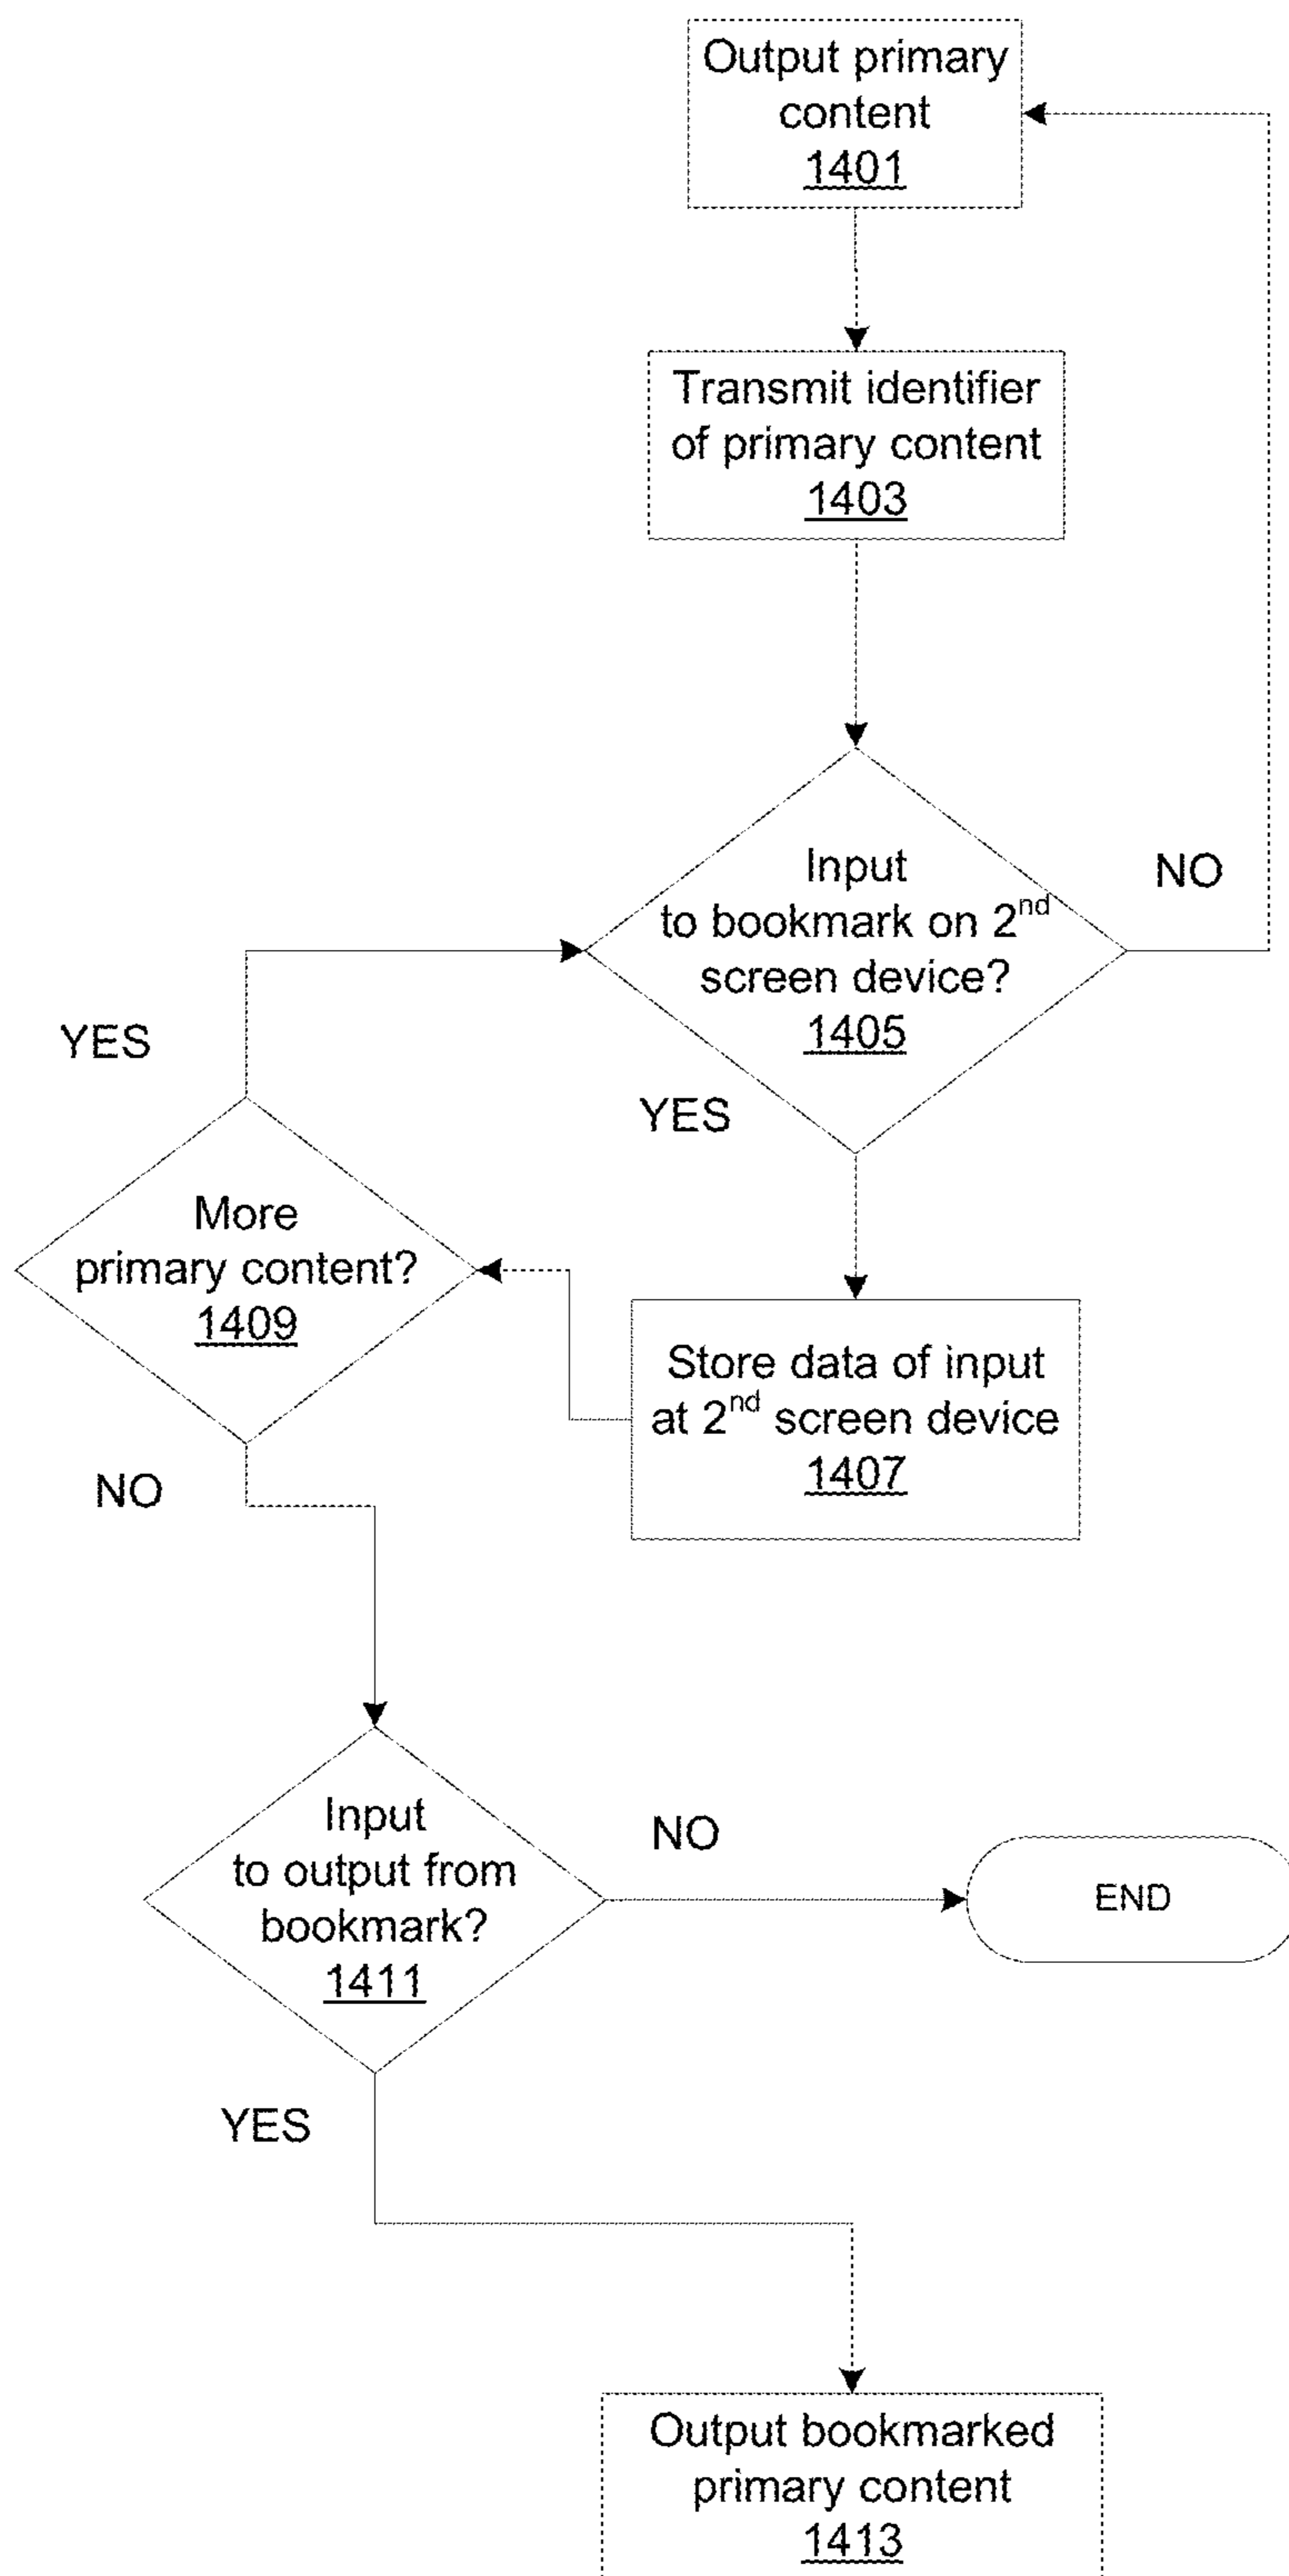 Output primary
content
1401
Transmit identifier
of primary content
1403
Input
to bookmark on 2nd
screen device?
1405
NO
YES
YES
More
primary content?
1409
Store data of input
at 2nd screen device
1407
NO
Input
to output from
bookmark?
1411
NO
END
YES
Output bookmarked
primary content
1413